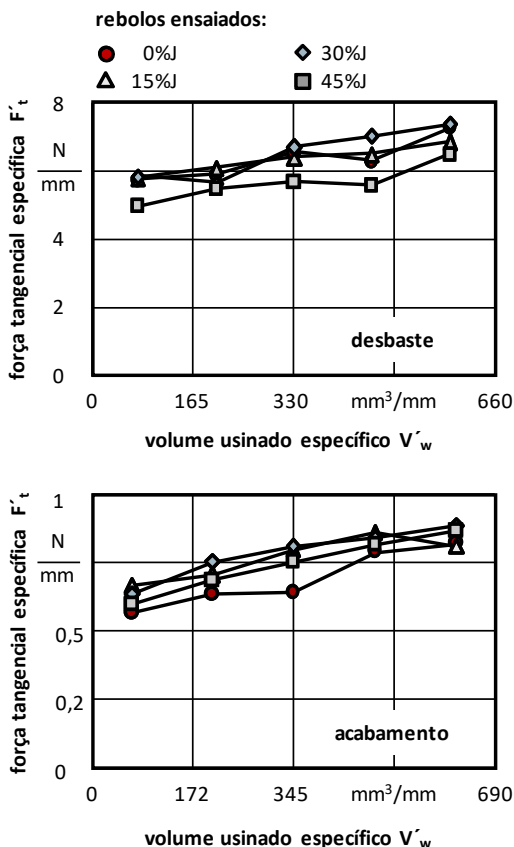 rebolos ensaiados:
0%J 30%J
15%J 45%J
força tangencial específica F´t
8
N
mm
4
2
0
desbaste
0 165 330 mm³/mm 660
volume usinado específico V´w
força tangencial específica F´t
1
N
mm
0,5
0,2
0
acabamento
0 172 345 mm³/mm 690
volume usinado específico V´w